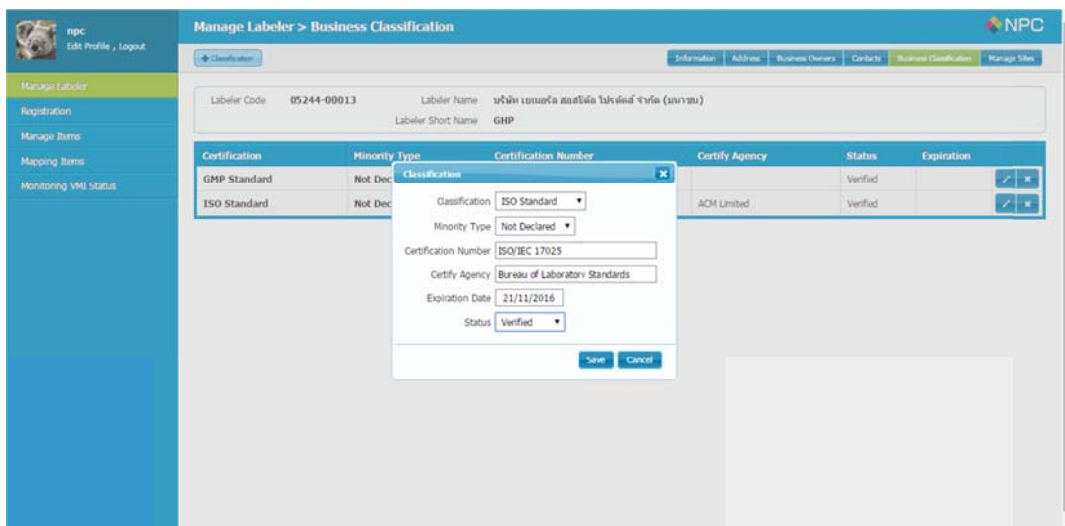 npc
Edit Profile , Logout
Manage Labeler > Business Classification
NPC
Classification
Information Address Business Owners Contacts Business Classification Manage Sites
Manage Labeler
Registration
Manage Items
Mapping Items
Monitoring VMI Status
Labeler Code 05244-00013 Labeler Name บริษัท เยเนอรัล ฮอสปิตัล โปรดัคส์ จำกัด (มหาชน)
Labeler Short Name GHP
Certification Minority Type Certification Number Certify Agency Status Expiration
GMP Standard Not Dec Verified
ISO Standard Not Dec ACM Limited Verified
Classification
Classification ISO Standard
Minority Type Not Declared
Certification Number ISO/IEC 17025
Certify Agency Bureau of Laboratory Standards
Expiration Date 21/11/2016
Status Verified
Save Cancel